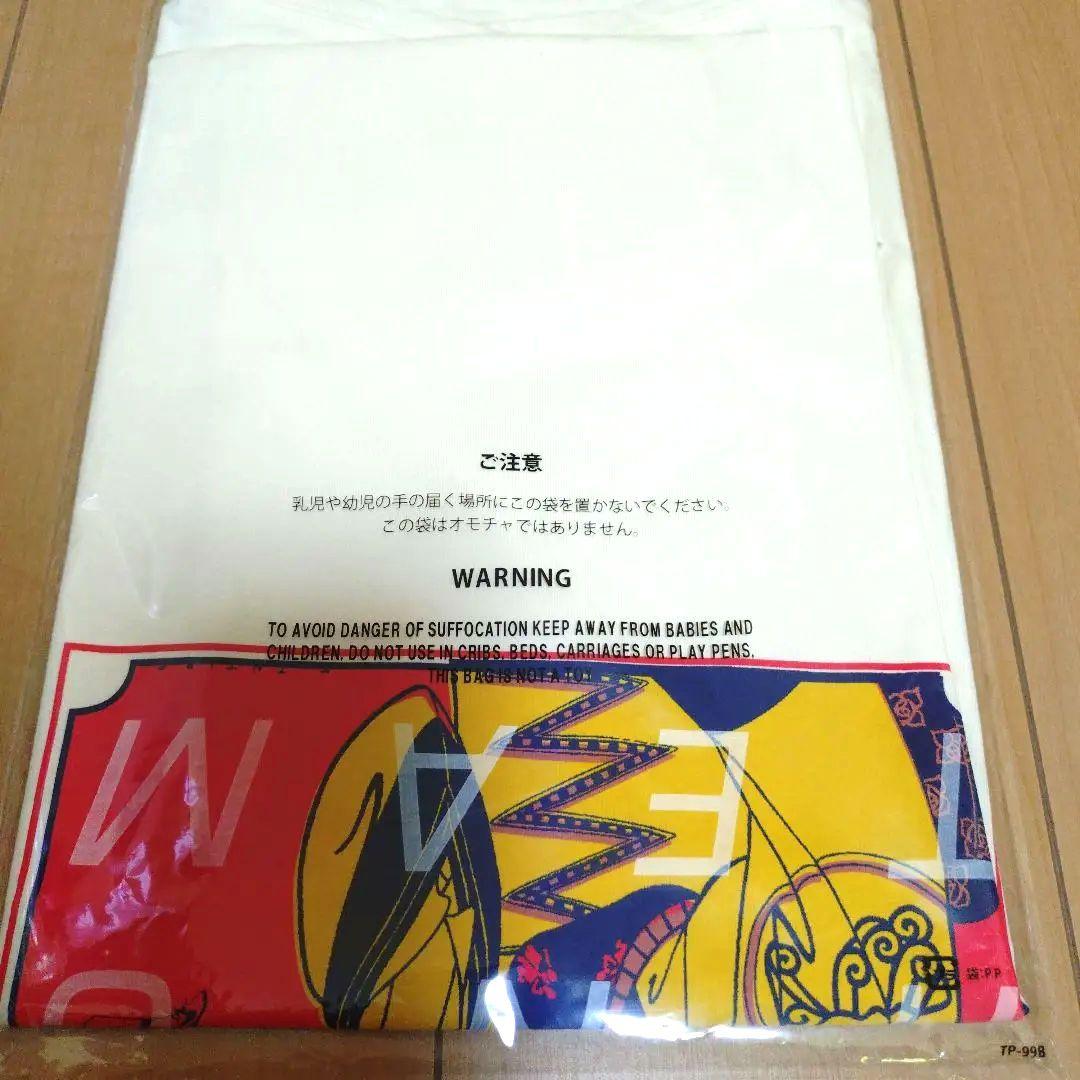 ご注意
乳児や幼児の手の届く場所にこの袋を置かないでください。
この袋はオモチャではありません。
WARNING
TO AVOID DANGER OF SUFFOCATION KEEP AWAY FROM BABIES AND
CHILDREN. DO NOT USE IN CRIBS, BEDS, CARRIAGES OR PLAY PENS.
THIS BAG IS NOT A TOY
TEAM
プラ 袋:PP
TP-99B